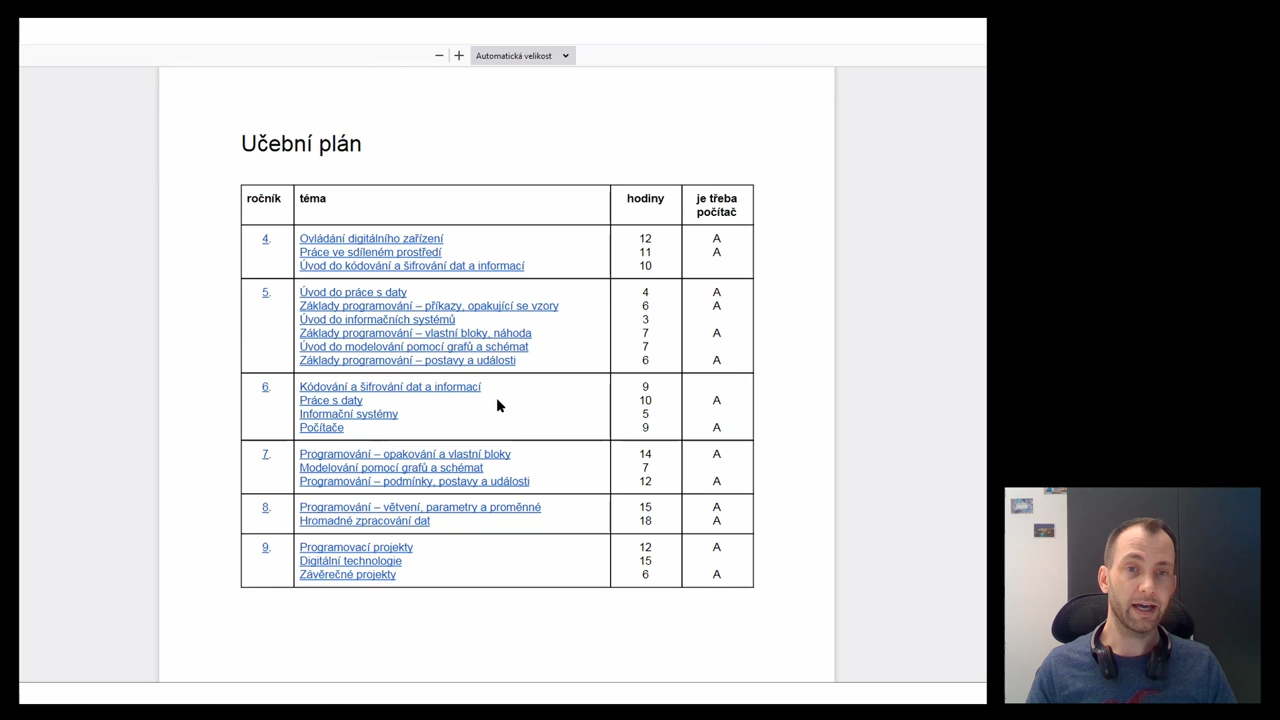 Automatická velikost
Učební plán
ročník téma hodiny je třeba počítač
4. Ovládání digitálního zařízení 12 A
Práce ve sdíleném prostředí 11 A
Úvod do kódování a šifrování dat a informací 10
5. Úvod do práce s daty 4 A
Základy programování – příkazy, opakující se vzory 6 A
Úvod do informačních systémů 3
Základy programování – vlastní bloky, náhoda 7 A
Úvod do modelování pomocí grafů a schémat 7
Základy programování – postavy a události 6 A
6. Kódování a šifrování dat a informací 9
Práce s daty 10 A
Informační systémy 5
Počítače 9 A
7. Programování – opakování a vlastní bloky 14 A
Modelování pomocí grafů a schémat 7
Programování – podmínky, postavy a události 12 A
8. Programování – větvení, parametry a proměnné 15 A
Hromadné zpracování dat 18 A
9. Programovací projekty 12 A
Digitální technologie 15
Závěrečné projekty 6 A